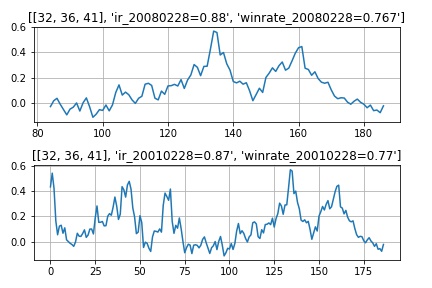 [[32, 36, 41], 'ir_20080228=0.88', 'winrate_20080228=0.767']
0.6
0.4
0.2
0.0
80 100 120 140 160 180
[[32, 36, 41], 'ir_20010228=0.87', 'winrate_20010228=0.77']
0.6
0.4
0.2
0.0
0 25 50 75 100 125 150 175